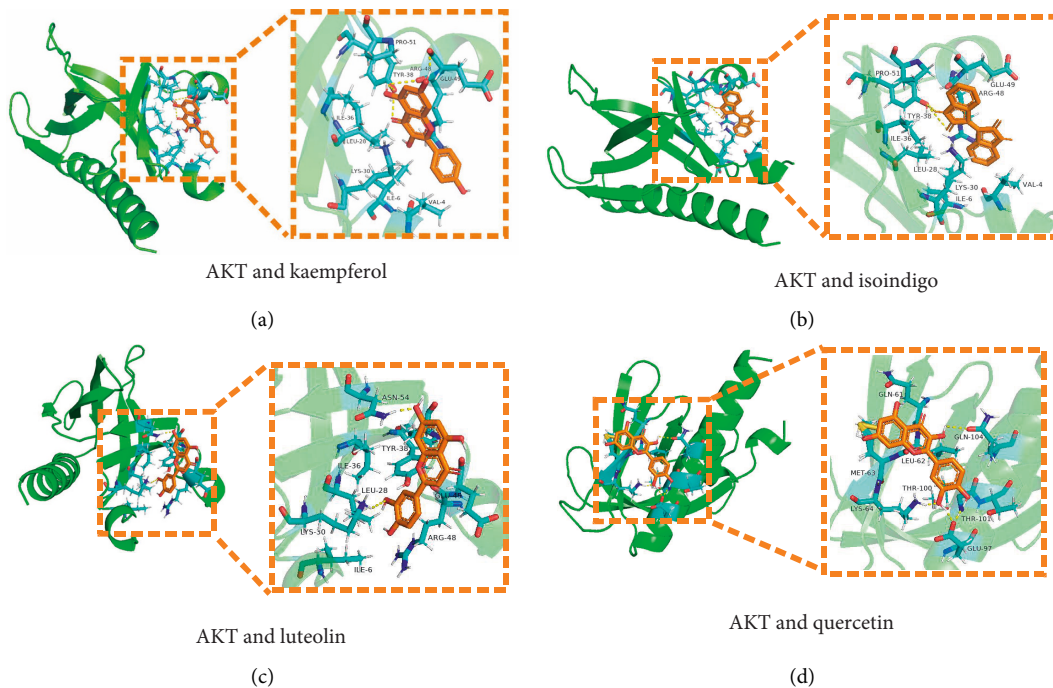 PRO-51
ARG-48
TYR-38
GLU-49
ILE-36
LEU-28
LYS-30
ILE-6
VAL-4
AKT and kaempferol
(a)
PRO-51
GLU-49
ARG-48
TYR-38
ILE-36
LEU-28
LYS-30
VAL-4
ILE-6
AKT and isoindigo
(b)
ASN-54
TYR-38
ILE-36
LEU-28
LYS-30
ARG-48
ILE-6
AKT and luteolin
(c)
GLN-61
GLN-104
LEU-62
MET-63
THR-100
LYS-64
THR-101
GLU-97
AKT and quercetin
(d)